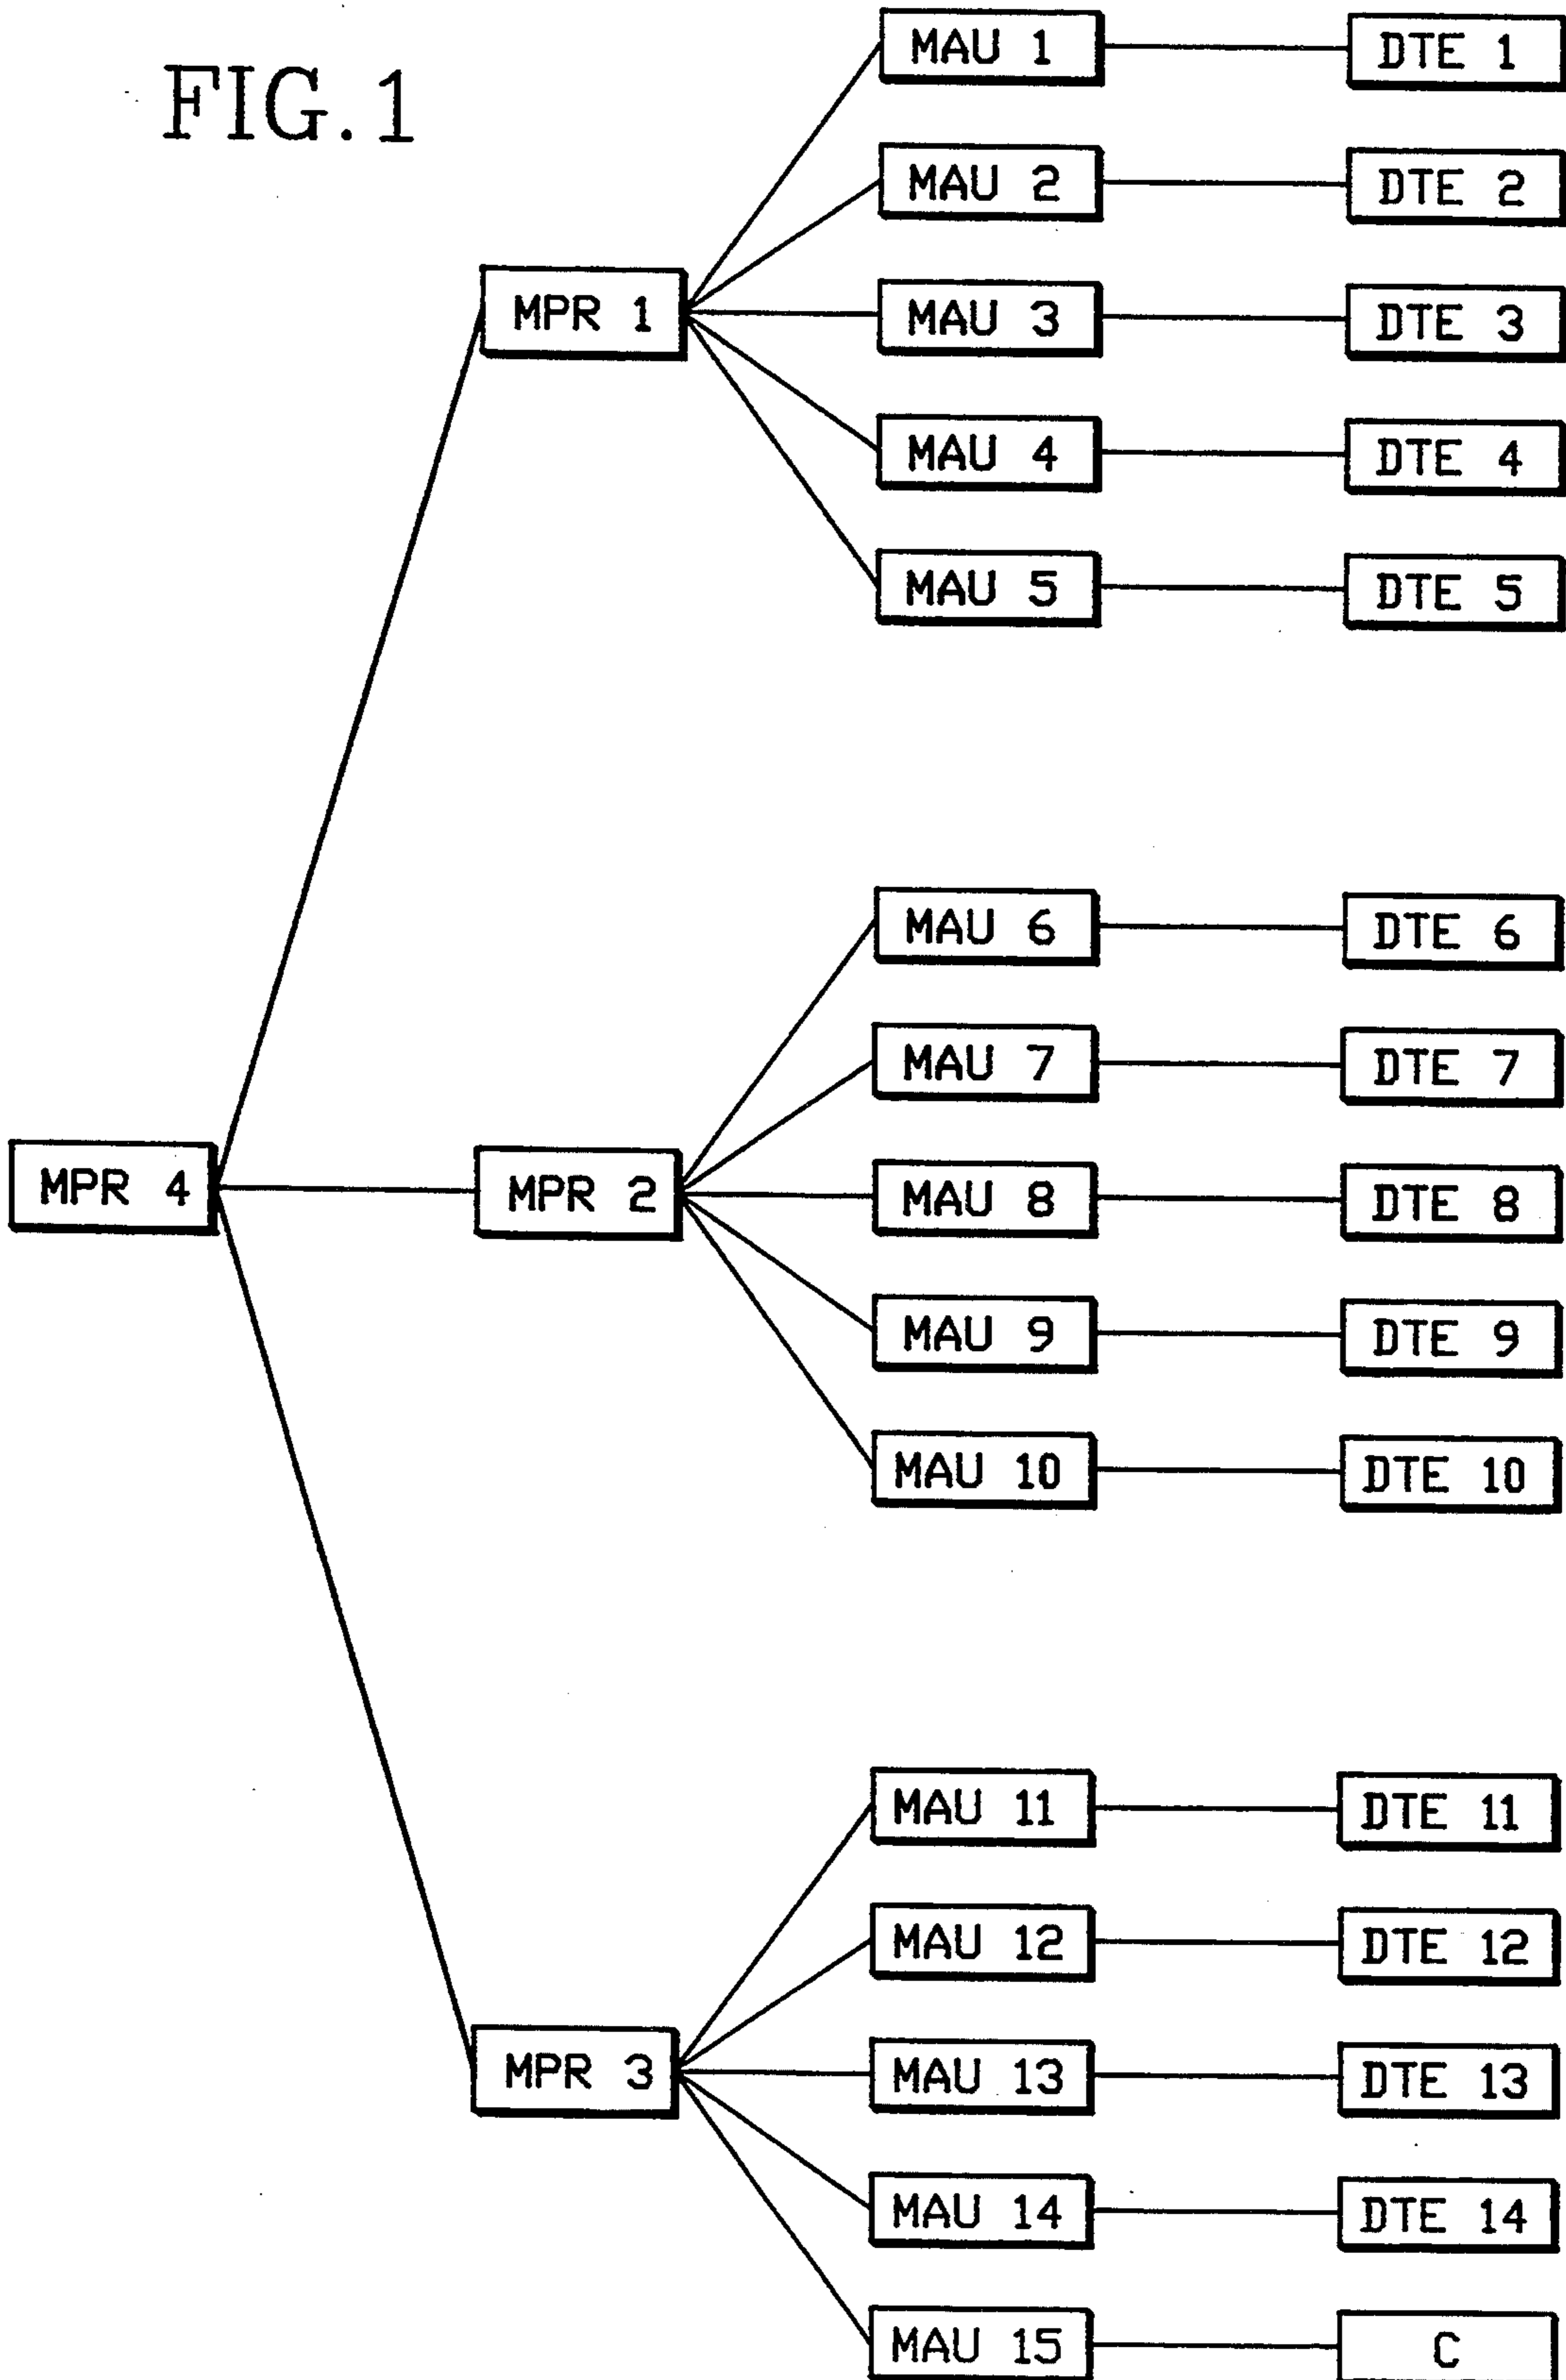 FIG. 1
MAU 1 DTE 1
MAU 2 DTE 2
MPR 1 MAU 3 DTE 3
MAU 4 DTE 4
MAU 5 DTE 5
MAU 6 DTE 6
MAU 7 DTE 7
MPR 4 MPR 2 MAU 8 DTE 8
MAU 9 DTE 9
MAU 10 DTE 10
MAU 11 DTE 11
MAU 12 DTE 12
MPR 3 MAU 13 DTE 13
MAU 14 DTE 14
MAU 15 C